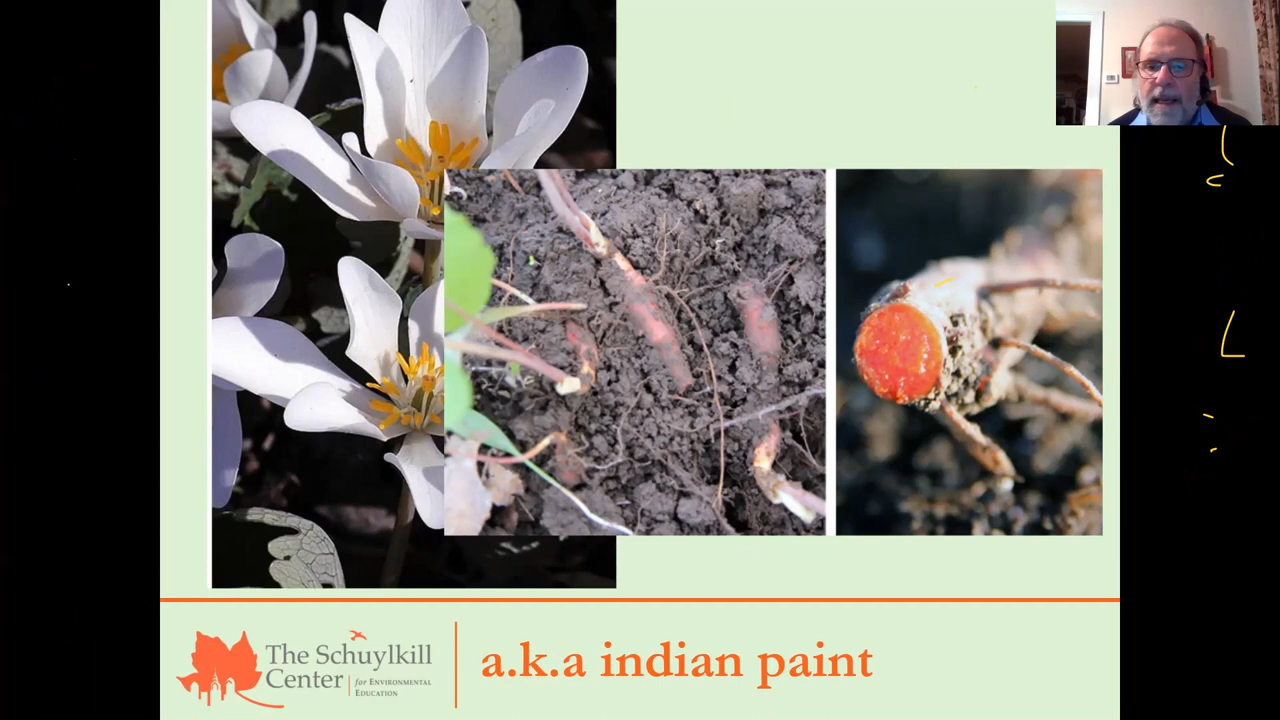 The Schuylkill
Center for ENVIRONMENTAL
EDUCATION
a.k.a indian paint